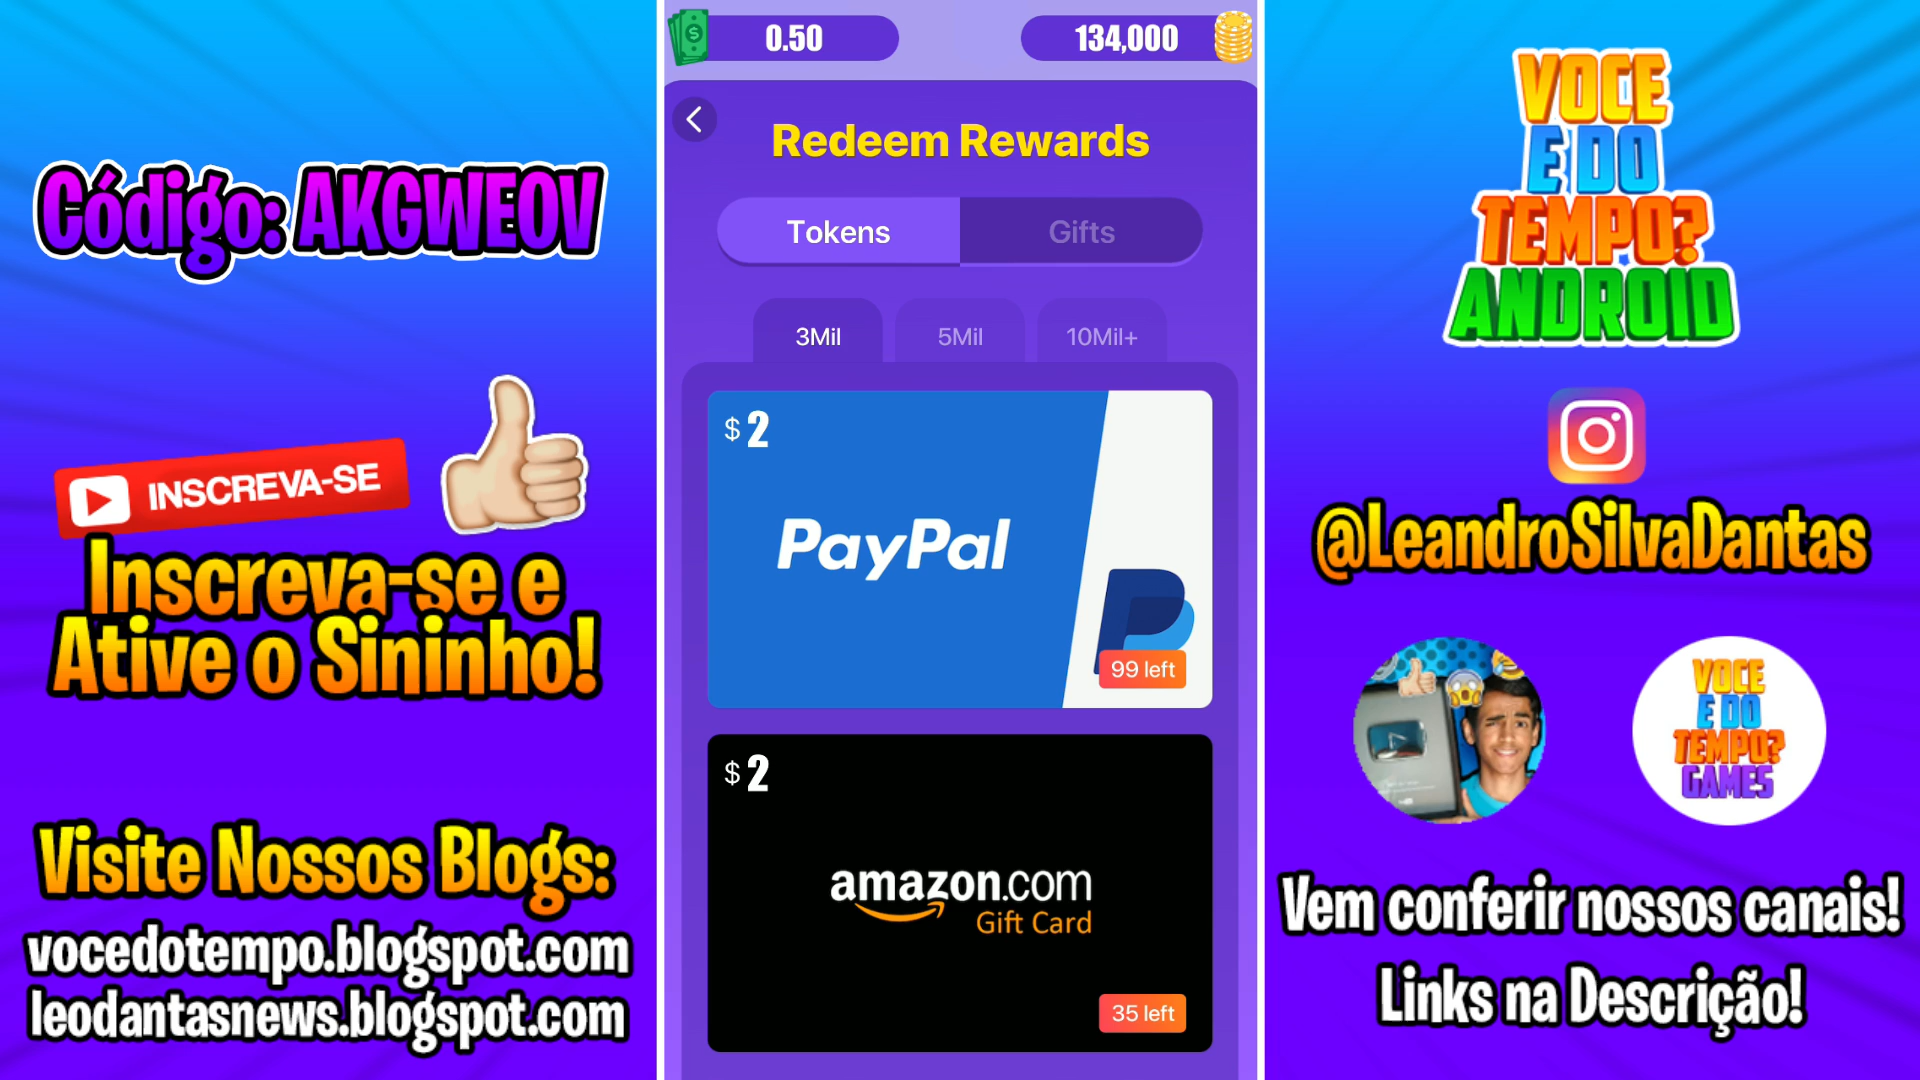 Código: AKGWEOV
INSCREVA-SE
Inscreva-se e
Ative o Sininho!
Visite Nossos Blogs:
vocedotempo.blogspot.com
leodantasnews.blogspot.com
0.50
134,000
Redeem Rewards
Tokens
Gifts
3Mil
5Mil
10Mil+
$ 2
PayPal
99 left
$ 2
amazon.com
Gift Card
35 left
VOCE
E DO
TEMPO?
ANDROID
@LeandroSilvaDantas
VOCE
E DO
TEMPO?
GAMES
Vem conferir nossos canais!
Links na Descrição!